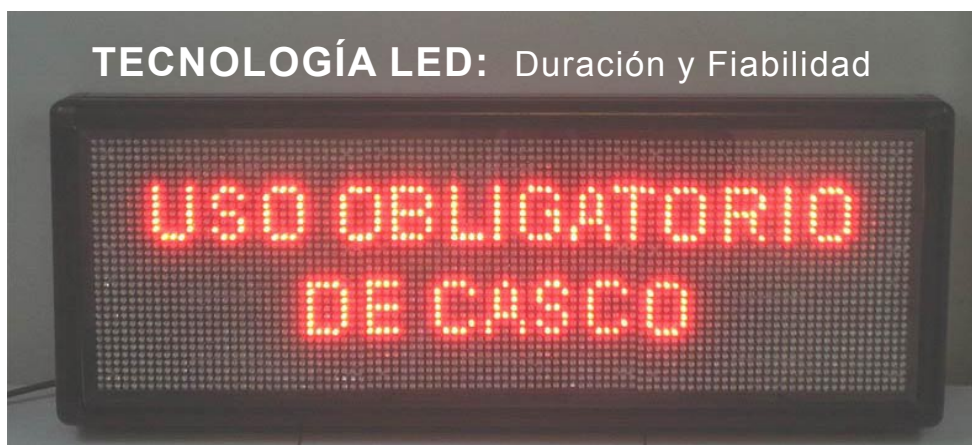 TECNOLOGÍA LED: Duración y Fiabilidad
USO OBLIGATORIO
DE CASCO